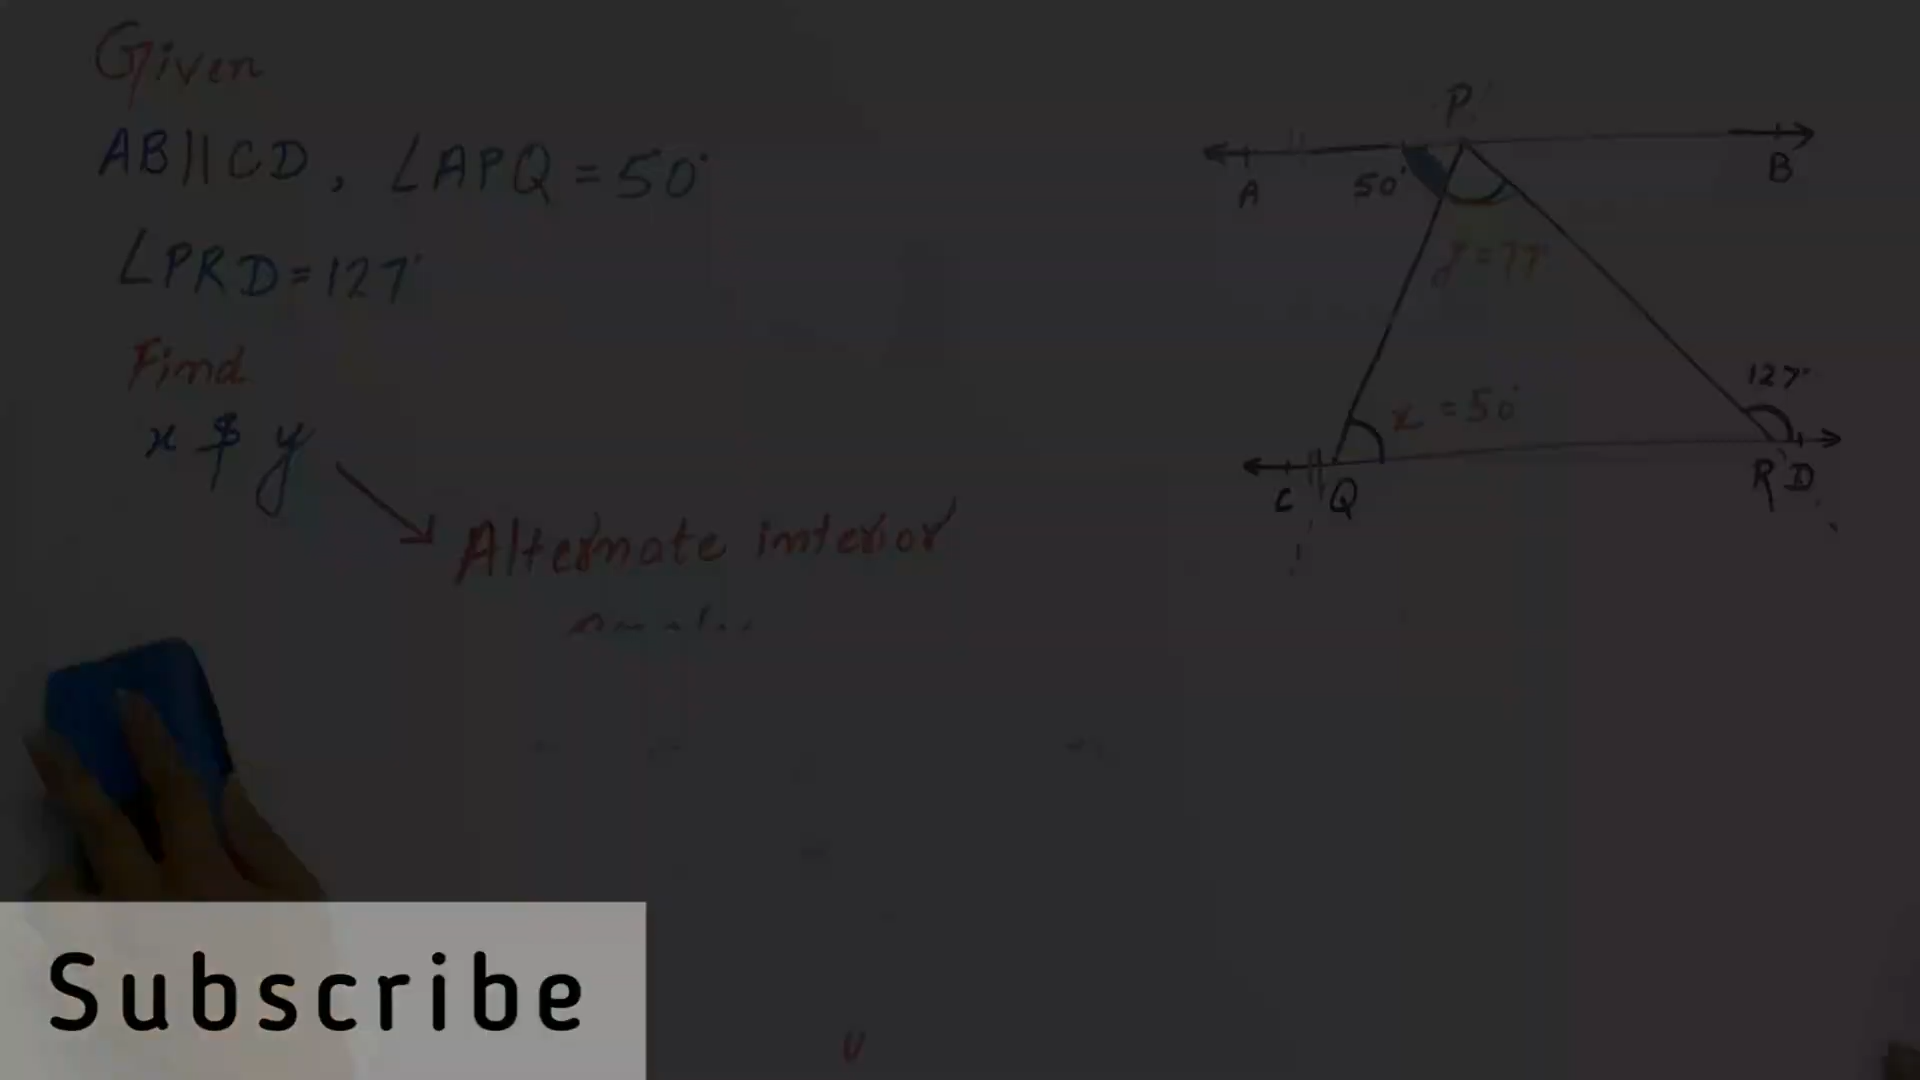 Given
AB||CD, ∠APQ = 50°
∠PRD = 127°
Find
x & y
Alternate interior
P
A
50°
B
y = 77°
127°
x = 50°
C
Q
R
D
Subscribe